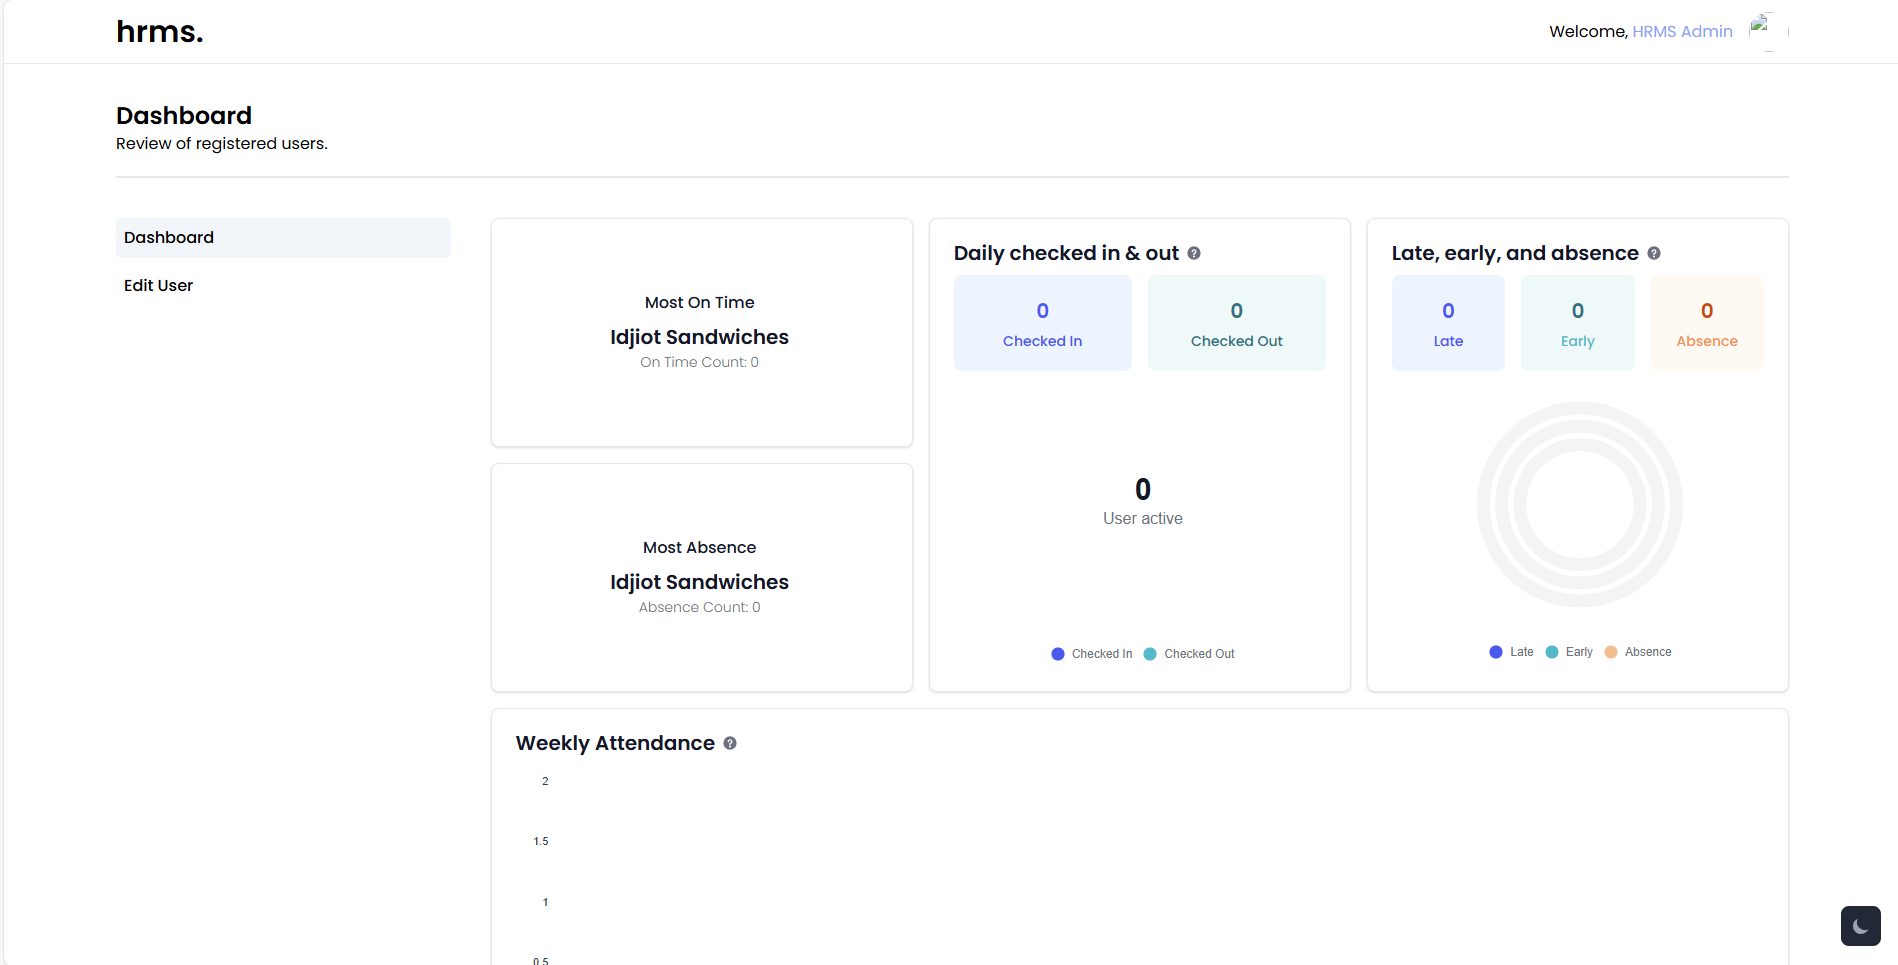 hrms.
Welcome, HRMS Admin
Dashboard
Review of registered users.
Dashboard
Edit User
Most On Time
Idjiot Sandwiches
On Time Count: 0
Most Absence
Idjiot Sandwiches
Absence Count: 0
Daily checked in & out ?
0
Checked In
0
Checked Out
0
User active
Checked In Checked Out
Late, early, and absence ?
0
Late
0
Early
0
Absence
Late Early Absence
Weekly Attendance ?
2
1.5
1
0.5